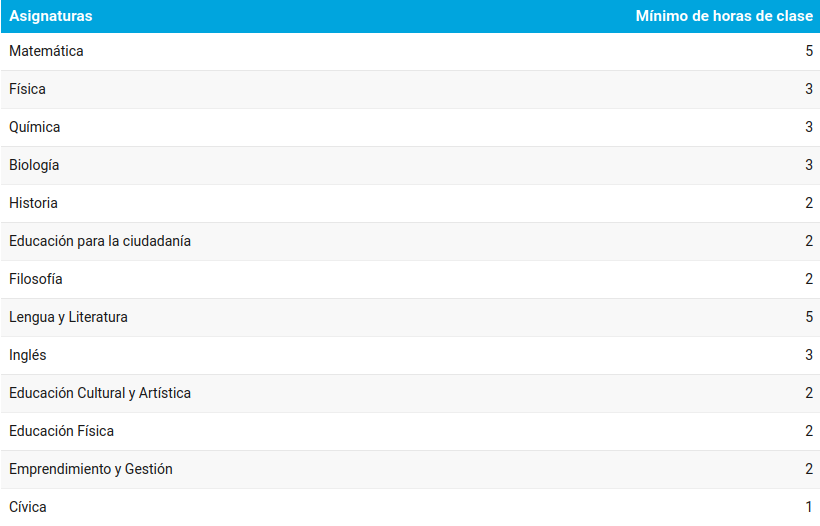 Asignaturas Mínimo de horas de clase
Matemática 5
Física 3
Química 3
Biología 3
Historia 2
Educación para la ciudadanía 2
Filosofía 2
Lengua y Literatura 5
Inglés 3
Educación Cultural y Artística 2
Educación Física 2
Emprendimiento y Gestión 2
Cívica 1